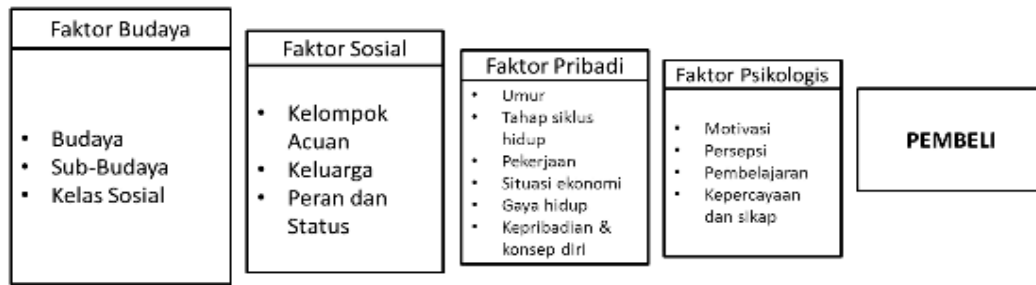 Faktor Budaya
• Budaya
• Sub-Budaya
• Kelas Sosial
Faktor Sosial
• Kelompok
Acuan
• Keluarga
• Peran dan
Status
Faktor Pribadi
• Umur
• Tahap siklus
hidup
• Pekerjaan
• Situasi ekonomi
• Gaya hidup
• Kepribadian &
konsep diri
Faktor Psikologis
• Motivasi
• Persepsi
• Pembelajaran
• Kepercayaan
dan sikap
PEMBELI